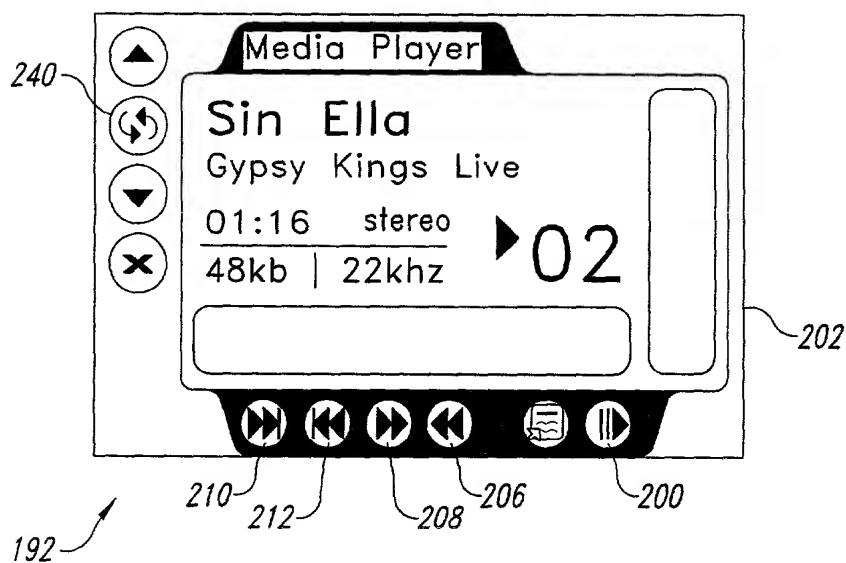 Media Player
240
Sin Ella
Gypsy Kings Live
01:16 stereo
02
48kb | 22khz
202
210
212
208
206
200
192